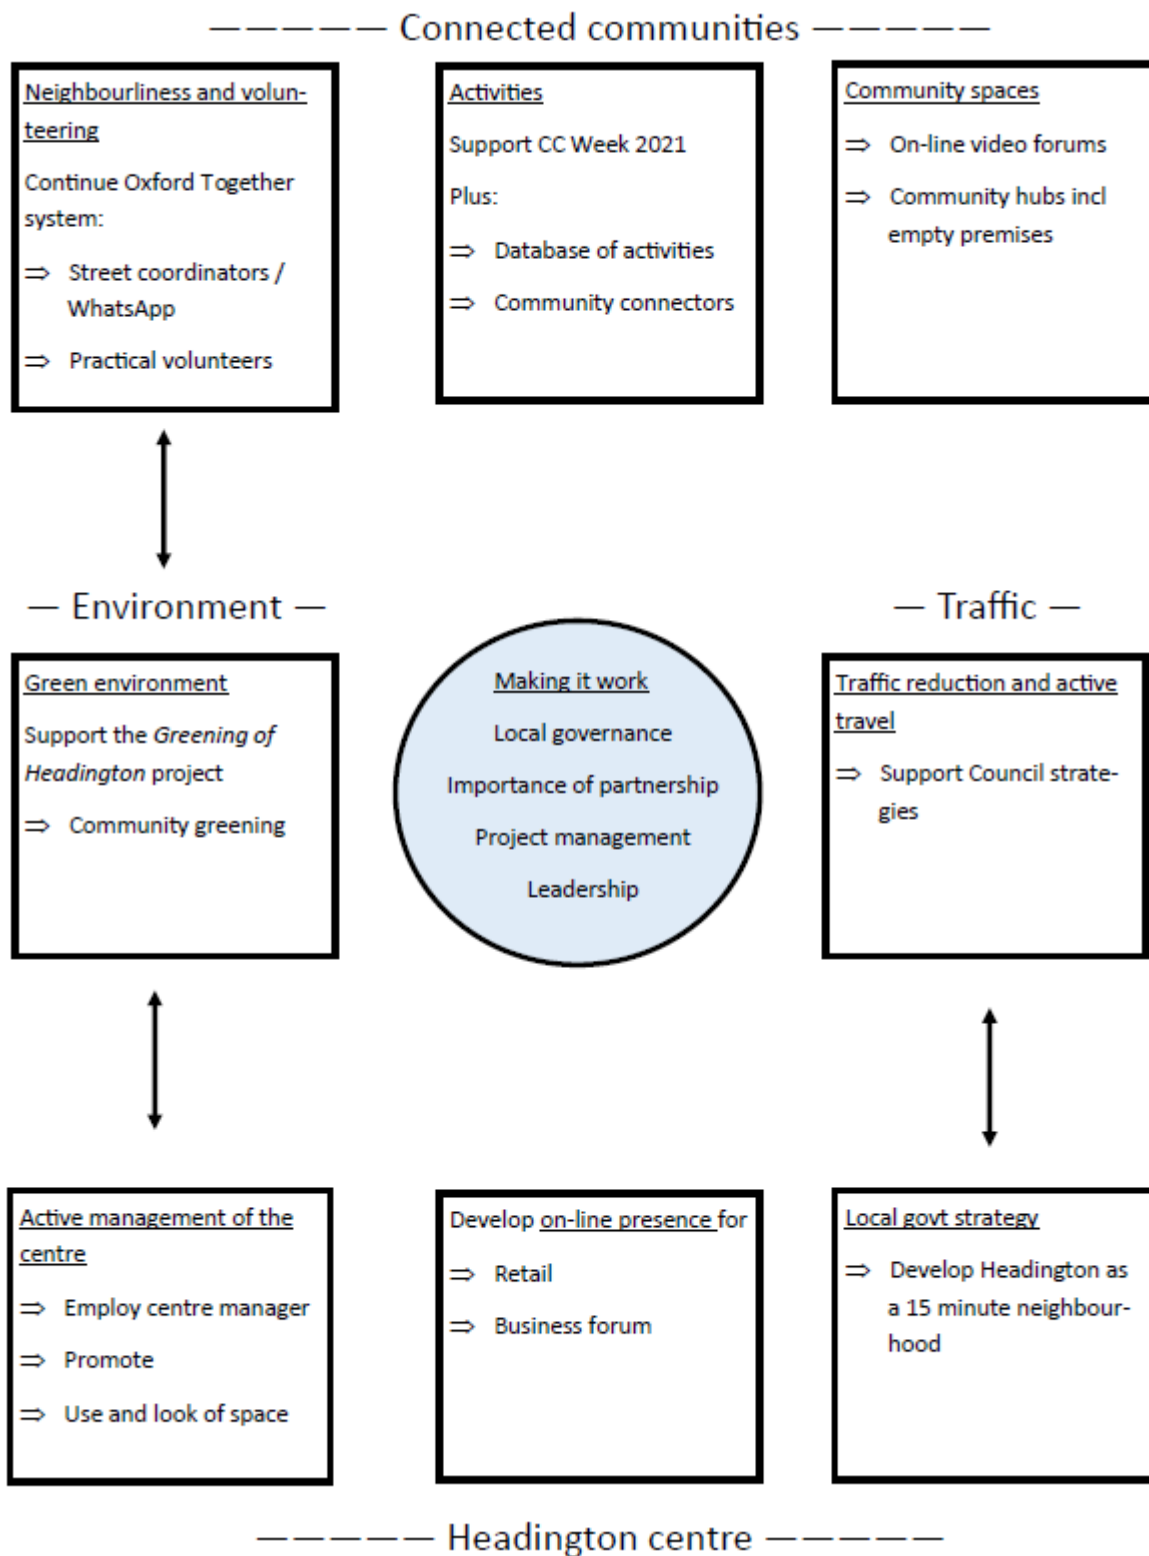 — — — — — Connected communities — — — — —
Neighbourliness and volun-
teering
Continue Oxford Together
system:
⇒ Street coordinators /
WhatsApp
⇒ Practical volunteers
Activities
Support CC Week 2021
Plus:
⇒ Database of activities
⇒ Community connectors
Community spaces
⇒ On-line video forums
⇒ Community hubs incl
empty premises
— Environment —
— Traffic —
Green environment
Support the Greening of
Headington project
⇒ Community greening
Making it work
Local governance
Importance of partnership
Project management
Leadership
Traffic reduction and active
travel
⇒ Support Council strate-
gies
Active management of the
centre
⇒ Employ centre manager
⇒ Promote
⇒ Use and look of space
Develop on-line presence for
⇒ Retail
⇒ Business forum
Local govt strategy
⇒ Develop Headington as
a 15 minute neighbour-
hood
— — — — — Headington centre — — — — —